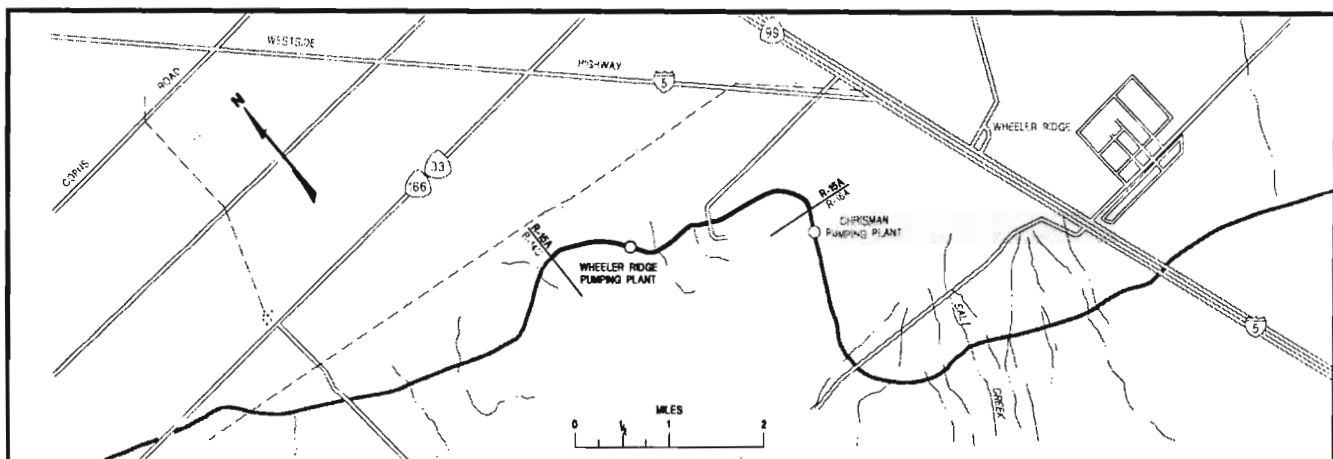 WESTSIDE
HIGHWAY
5
99
ROAD
COPUS
N
33
166
WHEELER RIDGE
R-15A
R-16A
CHRISMAN
PUMPING PLANT
R-15A
WHEELER RIDGE
PUMPING PLANT
SALT
CREEK
5
MILES
0 ½ 1 2